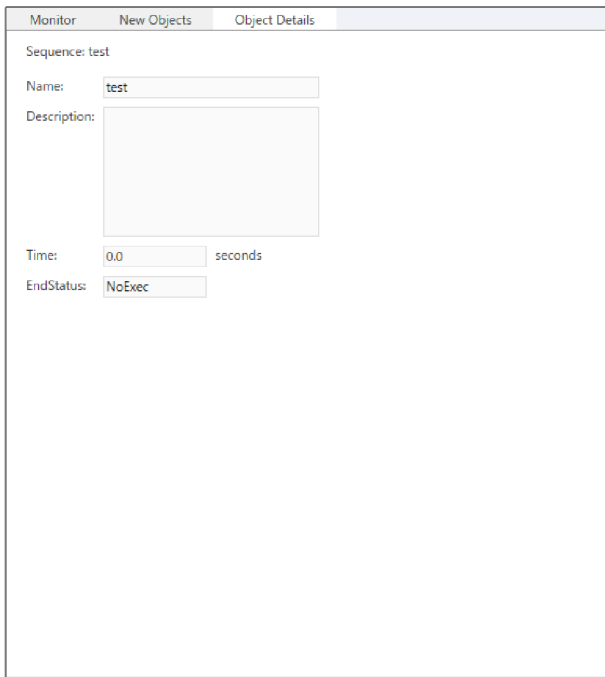 Monitor New Objects Object Details
Sequence: test
Name: test
Description:
Time: 0.0 seconds
EndStatus: NoExec